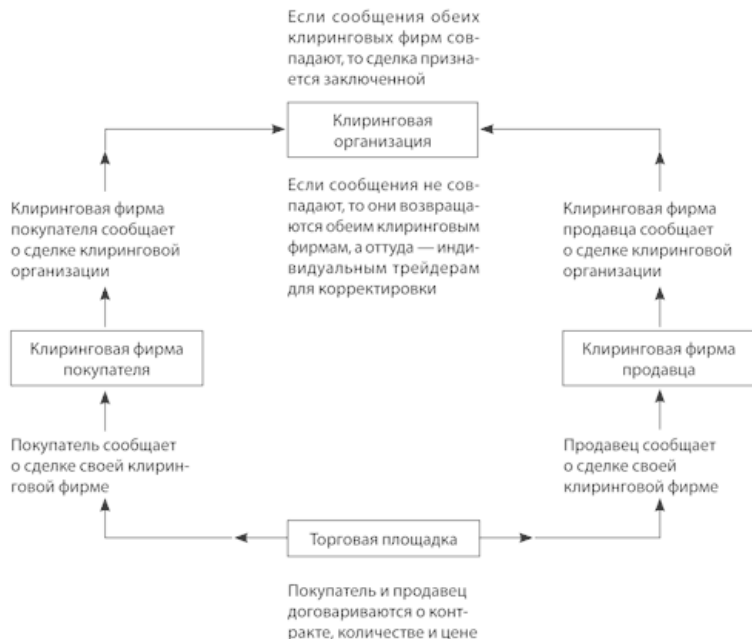 Если сообщения обеих
клиринговых фирм сов-
падают, то сделка призна-
ется заключенной
Клиринговая
организация
Если сообщения не сов-
падают, то они возвраща-
ются обеим клиринговым
фирмам, а оттуда — инди-
видуальным трейдерам
для корректировки
Клиринговая фирма
покупателя сообщает
о сделке клиринговой
организации
Клиринговая фирма
продавца сообщает
о сделке клиринговой
организации
Клиринговая фирма
покупателя
Клиринговая фирма
продавца
Покупатель сообщает
о сделке своей клирин-
говой фирме
Продавец сообщает
о сделке своей
клиринговой фирме
Торговая площадка
Покупатель и продавец
договариваются о конт-
ракте, количестве и цене